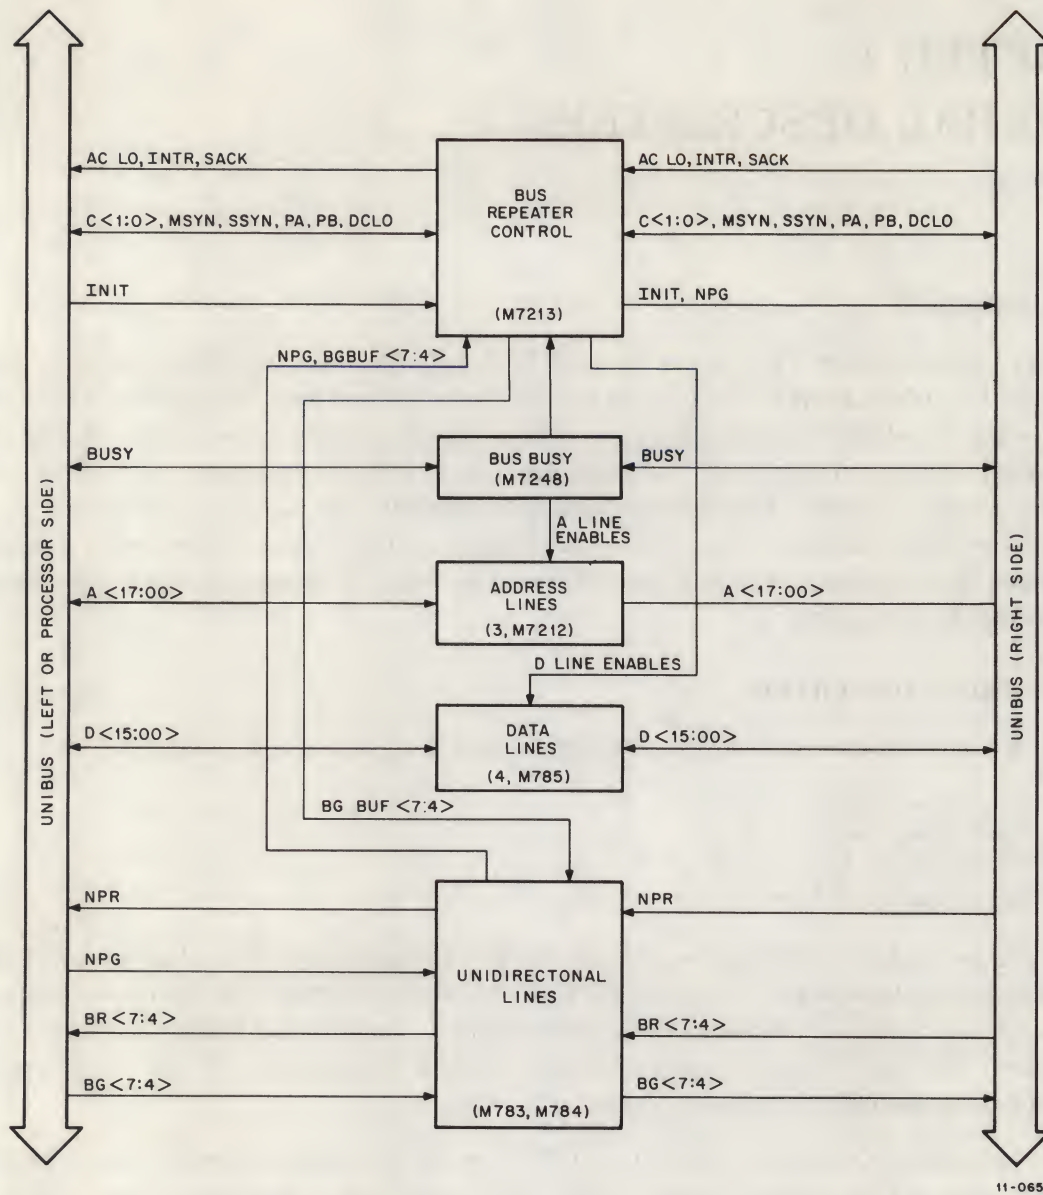 AC LO, INTR, SACK
AC LO, INTR, SACK
BUS
REPEATER
CONTROL
(M7213)
C<1:0>, MSYN, SSYN, PA, PB, DCLO
C<1:0>, MSYN, SSYN, PA, PB, DCLO
INIT
INIT, NPG
NPG, BGBUF <7:4>
BUSY
BUS BUSY
(M7248)
BUSY
A LINE
ENABLES
A <17:00>
ADDRESS
LINES
(3, M7212)
A <17:00>
D LINE ENABLES
D<15:00>
DATA
LINES
(4, M785)
D<15:00>
BG BUF <7:4>
NPR
NPR
NPG
UNIDIRECTONAL
LINES
BR <7:4>
BR <7:4>
BG<7:4>
BG<7:4>
(M783, M784)
UNIBUS (LEFT OR PROCESSOR SIDE)
UNIBUS (RIGHT SIDE)
11-065